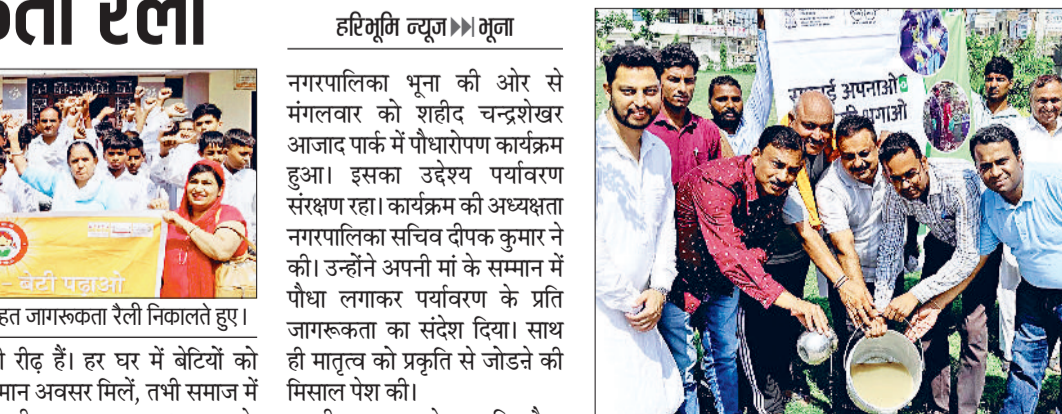 रैली
बेटी पढ़ाओ
हत जागरूकता रैली निकालते हुए।
रीढ़ हैं। हर घर में बेटियों को
मान अवसर मिलें, तभी समाज में
हरिभूमि न्यूज ▶▶| भूना
नगरपालिका भूना की ओर से
मंगलवार को शहीद चन्द्रशेखर
आजाद पार्क में पौधारोपण कार्यक्रम
हुआ। इसका उद्देश्य पर्यावरण
संरक्षण रहा। कार्यक्रम की अध्यक्षता
नगरपालिका सचिव दीपक कुमार ने
की। उन्होंने अपनी मां के सम्मान में
पौधा लगाकर पर्यावरण के प्रति
जागरूकता का संदेश दिया। साथ
ही मातृत्व को प्रकृति से जोडऩे की
मिसाल पेश की।
अपनाओ